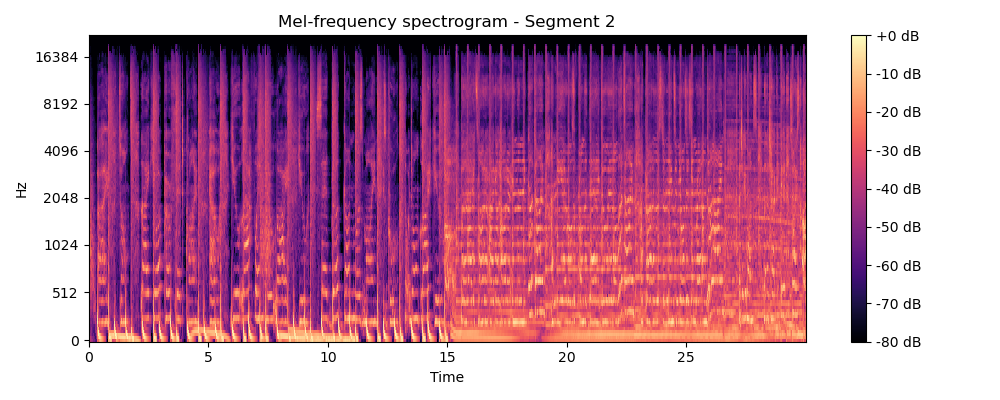 Mel-frequency spectrogram - Segment 2
Hz
16384
8192
4096
2048
1024
512
0
0 5 10 15 20 25
Time
+0 dB
-10 dB
-20 dB
-30 dB
-40 dB
-50 dB
-60 dB
-70 dB
-80 dB